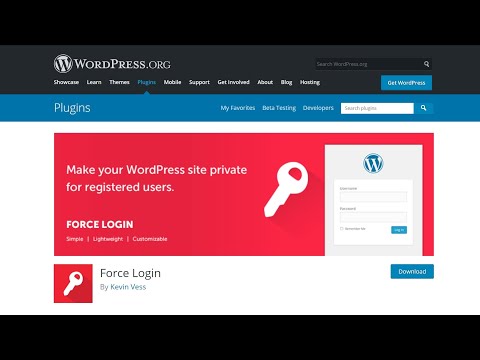 WORDPRESS.ORG
Search WordPress.org
Showcase Learn Themes Plugins Mobile Support Get Involved About Blog Hosting
Get WordPress
Plugins
My Favorites Beta Testing Developers
Search plugins
Make your WordPress site private
for registered users.
FORCE LOGIN
Simple | Lightweight | Customizable
Username
Password
Remember Me
Log In
Force Login
By Kevin Vess
Download